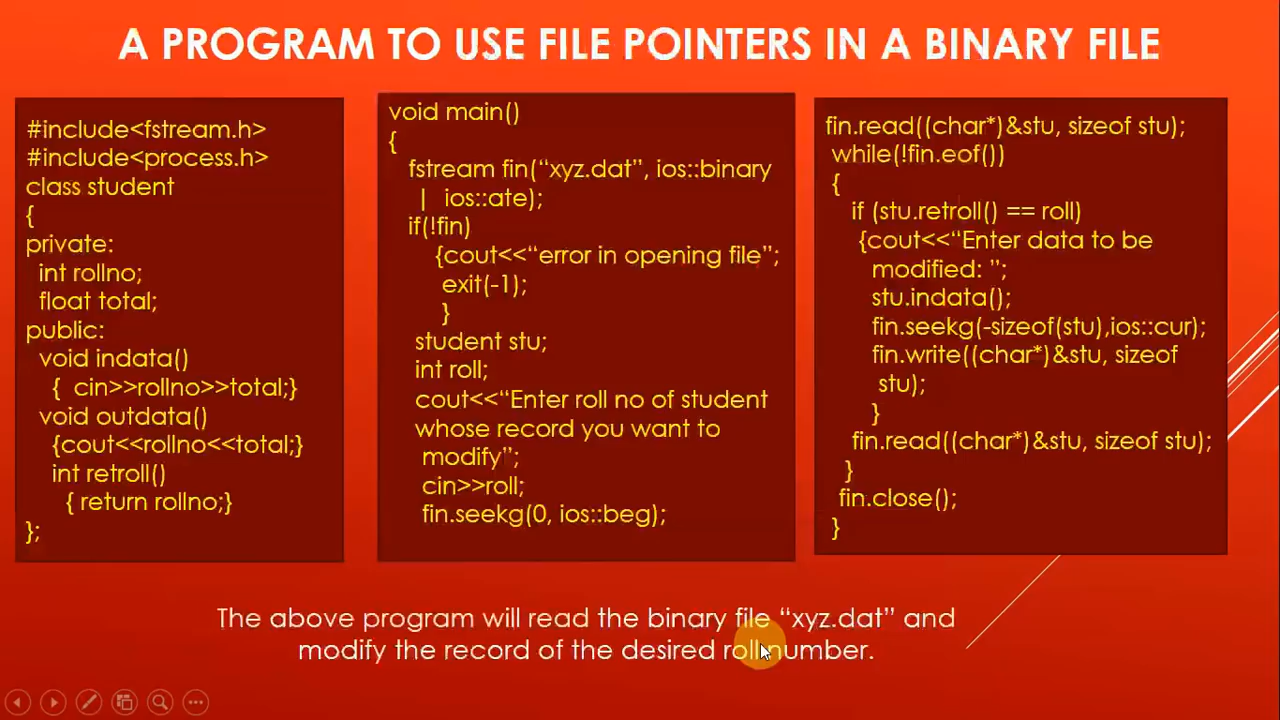 A PROGRAM TO USE FILE POINTERS IN A BINARY FILE
#include<fstream.h>
#include<process.h>
class student
{
private:
int rollno;
float total;
public:
void indata()
{ cin>>rollno>>total;}
void outdata()
{cout<<rollno<<total;}
int retroll()
{ return rollno;}
};
void main()
{
fstream fin(“xyz.dat”, ios::binary
| ios::ate);
if(!fin)
{cout<<“error in opening file”;
exit(-1);
}
student stu;
int roll;
cout<<“Enter roll no of student
whose record you want to
modify”;
cin>>roll;
fin.seekg(0, ios::beg);
fin.read((char*)&stu, sizeof stu);
while(!fin.eof())
{
if (stu.retroll() == roll)
{cout<<“Enter data to be
modified: ”;
stu.indata();
fin.seekg(-sizeof(stu),ios::cur);
fin.write((char*)&stu, sizeof
stu);
}
fin.read((char*)&stu, sizeof stu);
}
fin.close();
}
The above program will read the binary file “xyz.dat” and
modify the record of the desired roll number.